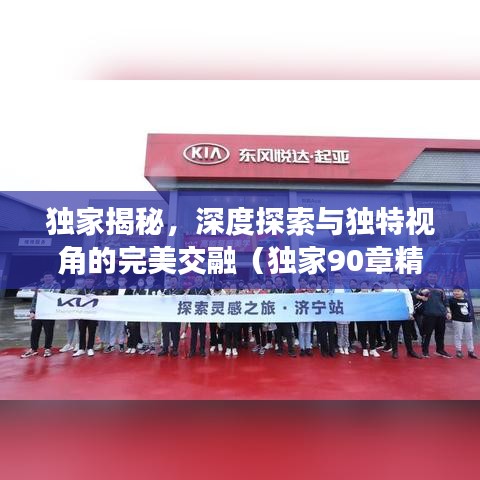 KIA 东风悦达·起亚
独家揭秘，深度探索与独特视
角的完美交融（独家90章精
KIA 探索灵感之旅·济宁站